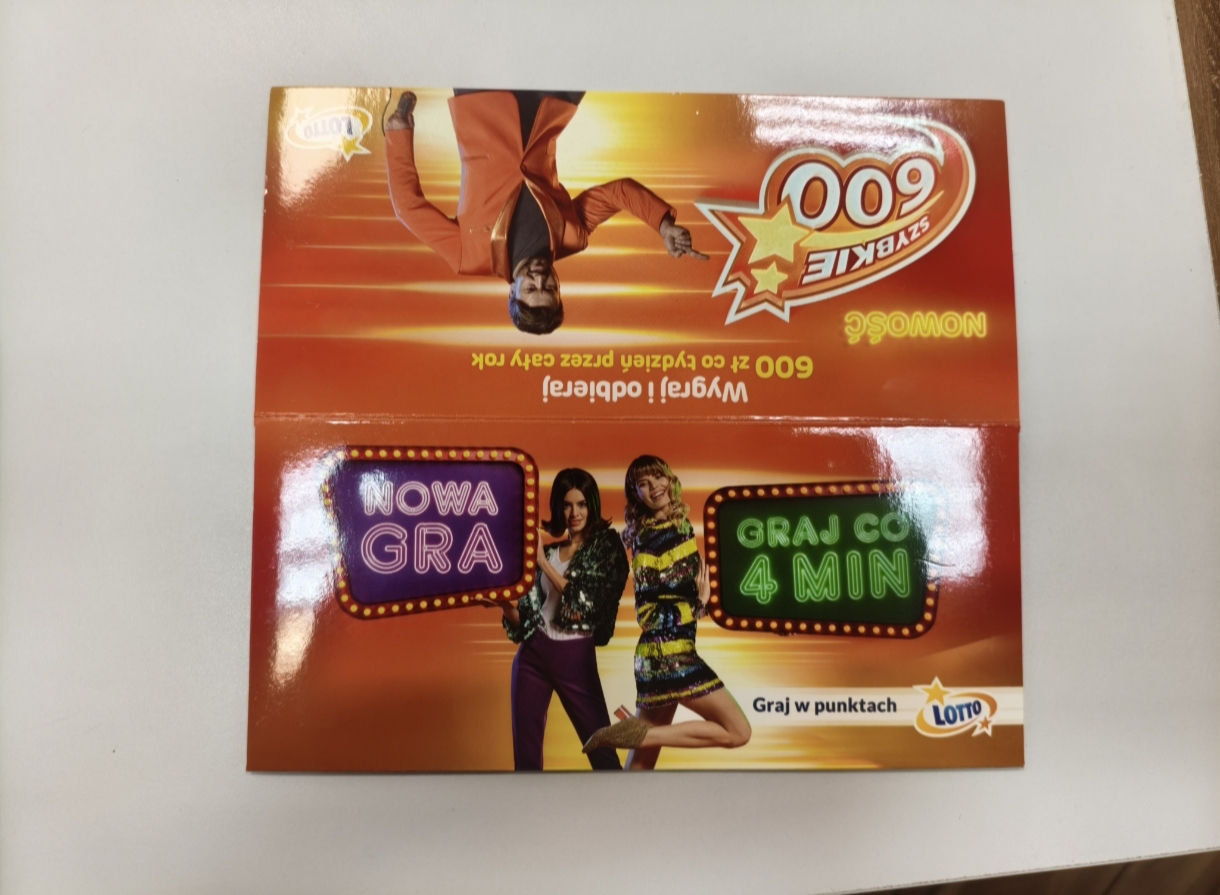 LOTTO
SZYBKIE
600
NOWOŚĆ
Wygraj i odbieraj
600 zł co tydzień przez cały rok
NOWA
GRA
GRAJ CO
4 MIN
Graj w punktach
LOTTO